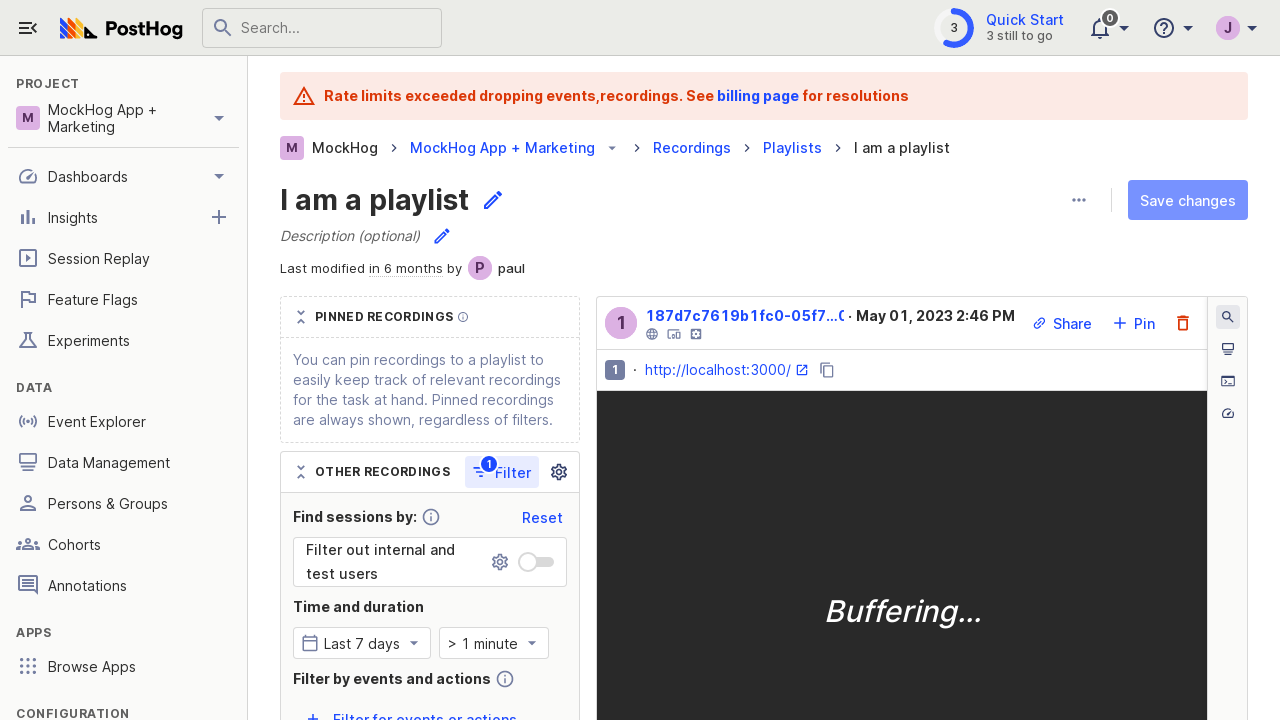 PostHog
Search...
3
Quick Start
3 still to go
0
J
PROJECT
M
MockHog App +
Marketing
Dashboards
Insights
Session Replay
Feature Flags
Experiments
DATA
Event Explorer
Data Management
Persons & Groups
Cohorts
Annotations
APPS
Browse Apps
CONFIGURATION
Rate limits exceeded dropping events,recordings. See billing page for resolutions
M MockHog MockHog App + Marketing Recordings Playlists I am a playlist
I am a playlist
Save changes
Description (optional)
Last modified in 6 months by P paul
PINNED RECORDINGS
You can pin recordings to a playlist to
easily keep track of relevant recordings
for the task at hand. Pinned recordings
are always shown, regardless of filters.
OTHER RECORDINGS
1
Filter
Find sessions by:
Reset
Filter out internal and
test users
Time and duration
Last 7 days
> 1 minute
Filter by events and actions
Filter for events or actions
1
187d7c7619b1fc0-05f7...0 · May 01, 2023 2:46 PM
Share
Pin
1 · http://localhost:3000/
Buffering...